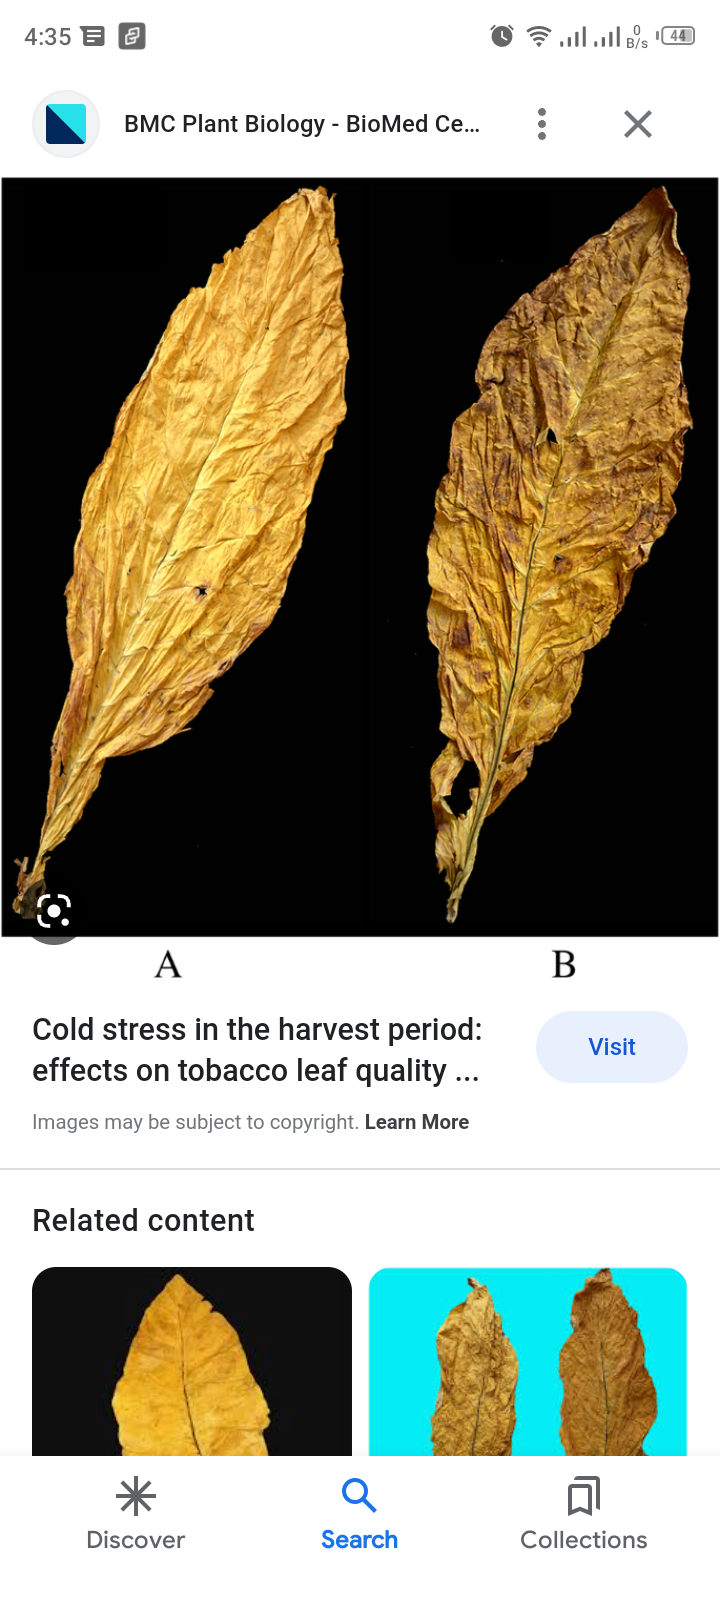 4:35
0
B/s
44
BMC Plant Biology - BioMed Ce...
A
B
Cold stress in the harvest period:
effects on tobacco leaf quality ...
Visit
Images may be subject to copyright. Learn More
Related content
Discover
Search
Collections